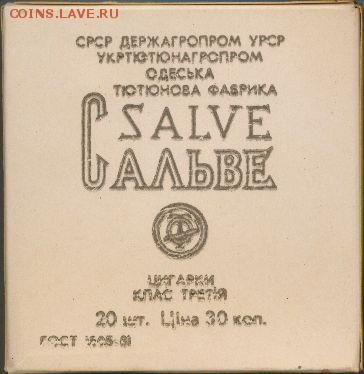 COINS.LAVE.RU
СРСР ДЕРЖАГРОПРОМ УРСР
УКРТЮТЮНАГРОПРОМ
ОДЕСЬКА
ТЮТЮНОВА ФАБРИКА
SALVE
САЛЬВЕ
ЦИГАРКИ
КЛАС ТРЕТІЙ
20 шт. Ціна 30 коп.
ГОСТ